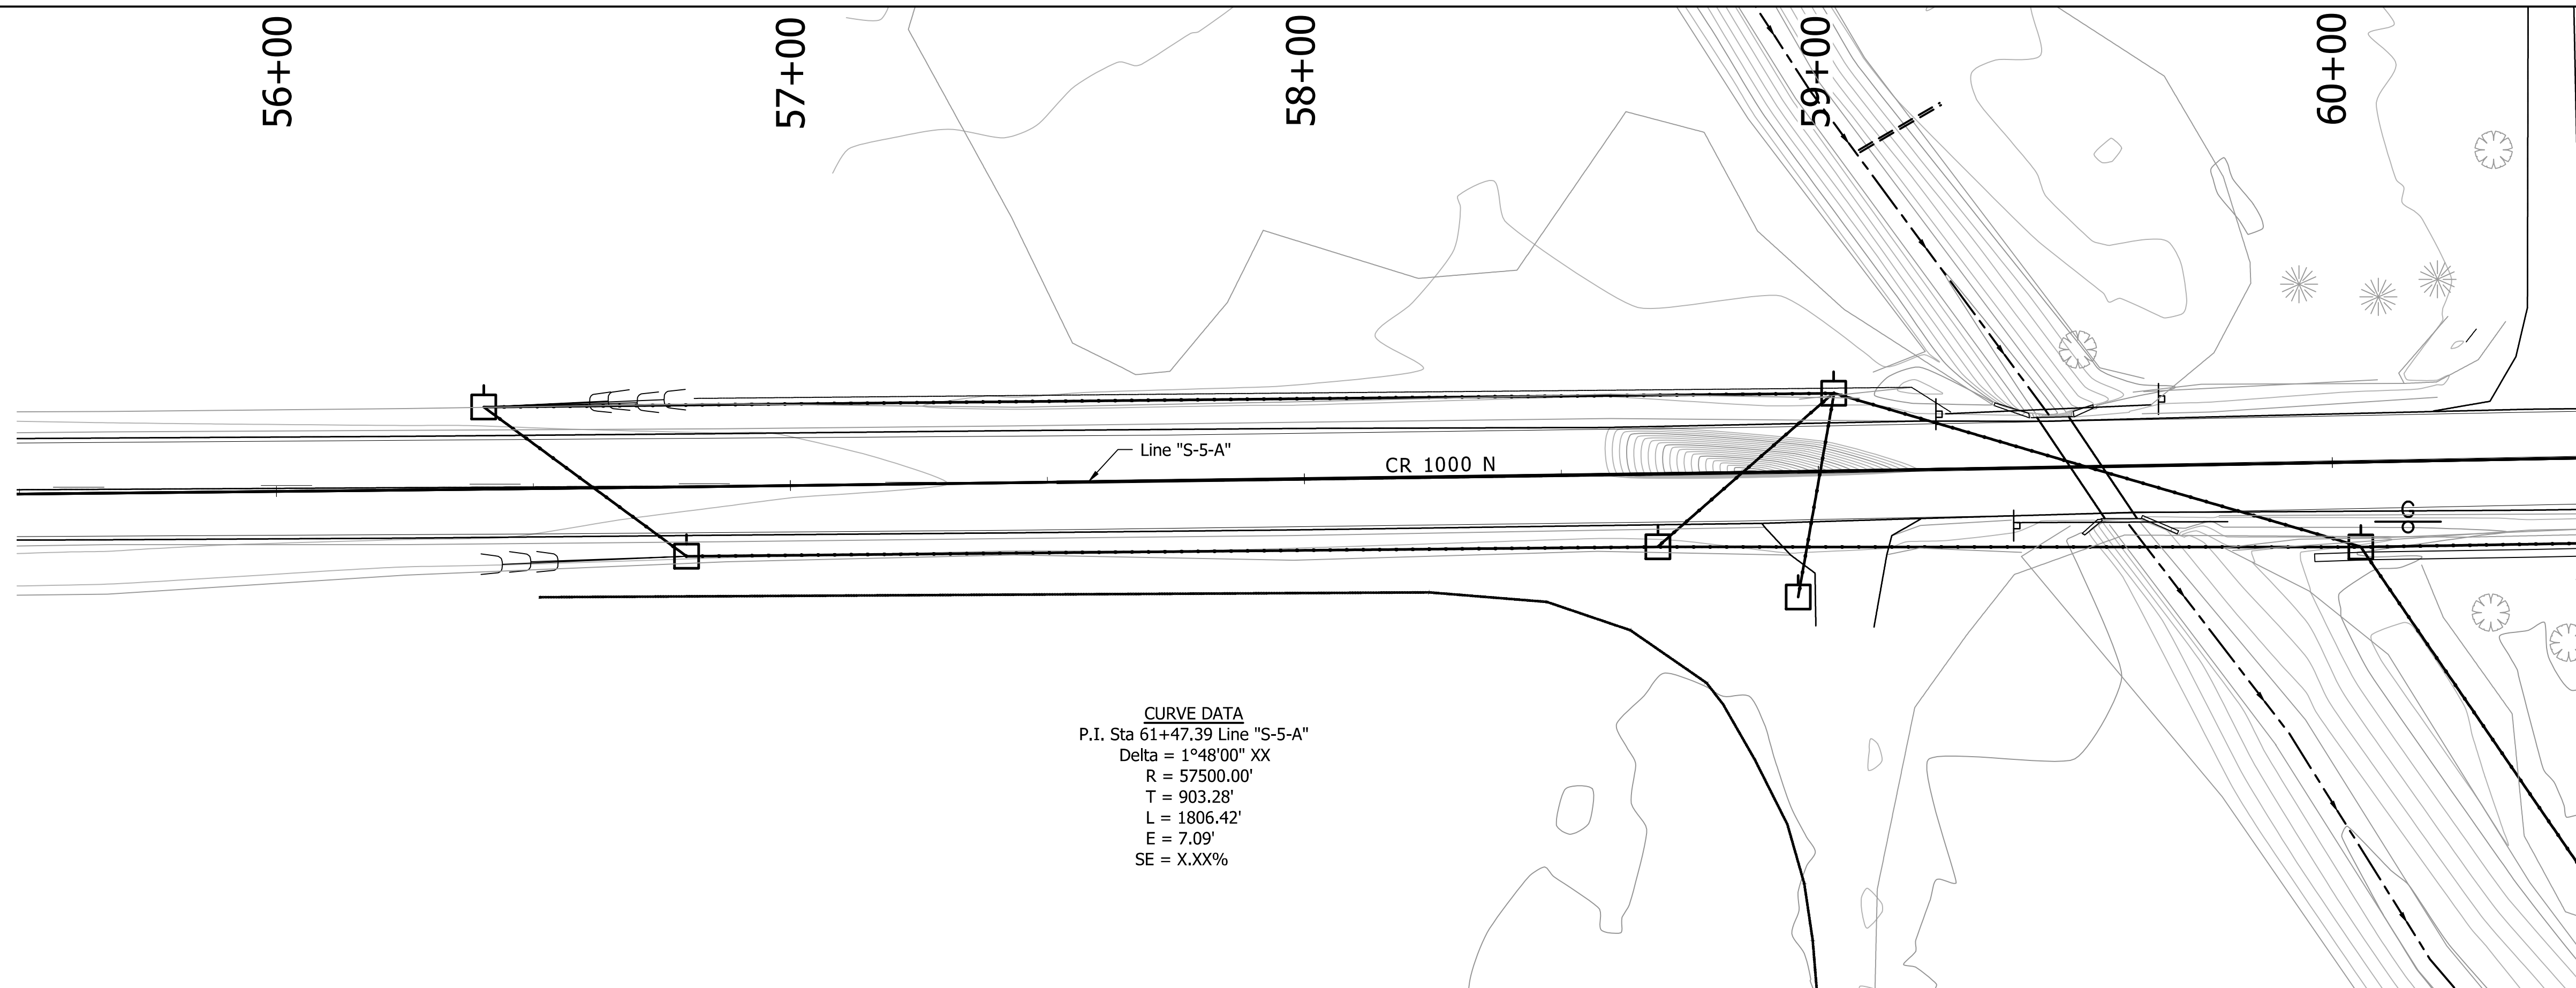 56+00
57+00
58+00
59+00
60+00
Line "S-5-A"
CR 1000 N
G
CURVE DATA
P.I. Sta 61+47.39 Line "S-5-A"
Delta = 1°48'00" XX
R = 57500.00'
T = 903.28'
L = 1806.42'
E = 7.09'
SE = X.XX%